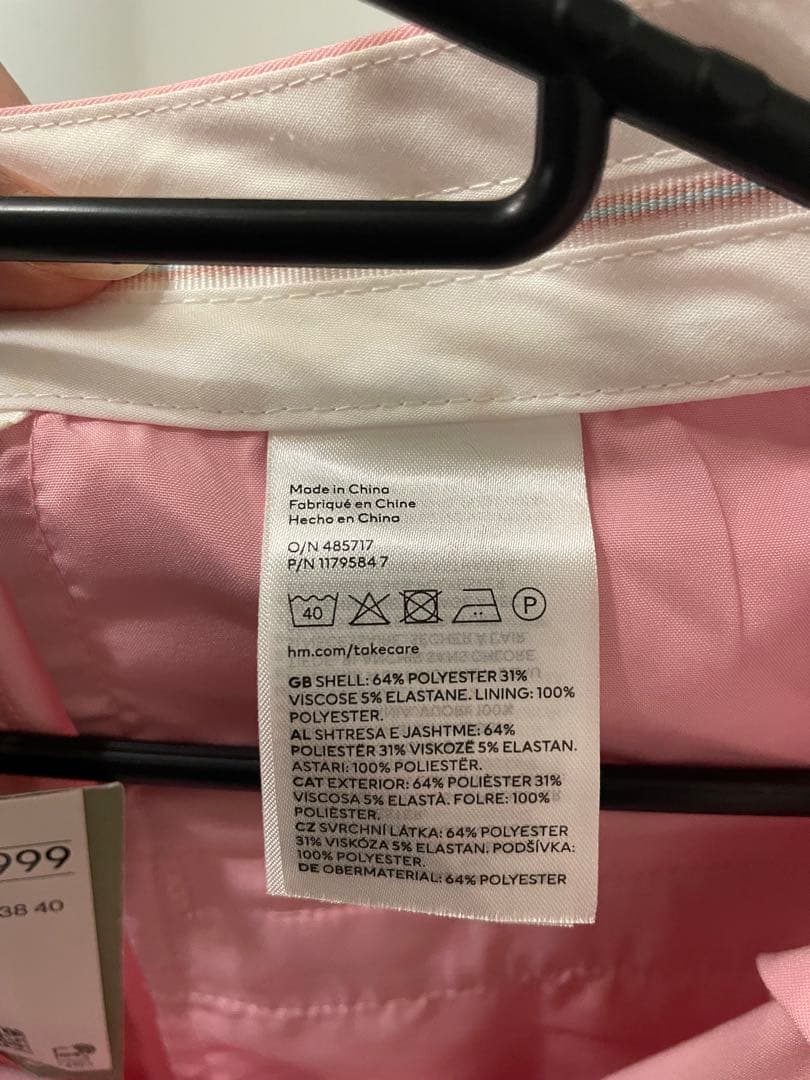 Made in China
Fabriqué en Chine
Hecho en China
O/N 485717
P/N 1179584 7
40
P
hm.com/takecare
GB SHELL: 64% POLYESTER 31%
VISCOSE 5% ELASTANE. LINING: 100%
POLYESTER.
AL SHTRESA E JASHTME: 64%
POLIESTËR 31% VISKOZË 5% ELASTAN.
ASTARI: 100% POLIESTËR.
CAT EXTERIOR: 64% POLIÈSTER 31%
VISCOSA 5% ELASTÀ. FOLRE: 100%
POLIÈSTER.
CZ SVRCHNÍ LÁTKA: 64% POLYESTER
31% VISKÓZA 5% ELASTAN. PODŠÍVKA:
100% POLYESTER.
DE OBERMATERIAL: 64% POLYESTER
999
38 40